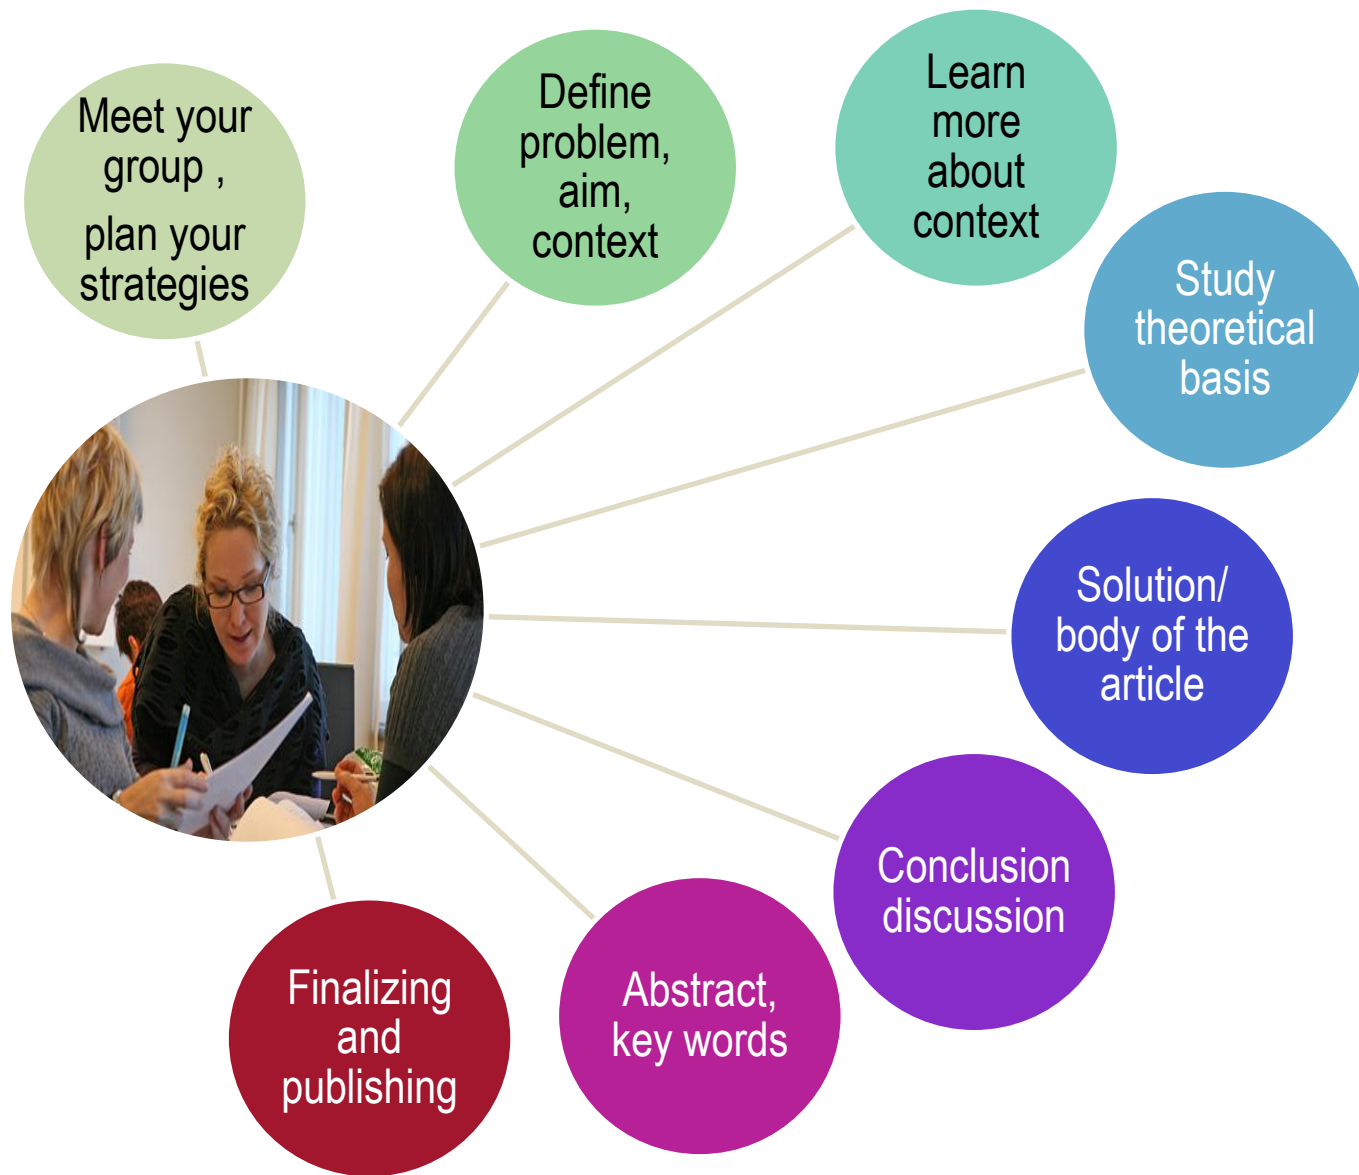 Meet your
group ,
plan your
strategies
Define
problem,
aim,
context
Learn
more
about
context
Study
theoretical
basis
Solution/
body of the
article
Conclusion
discussion
Abstract,
key words
Finalizing
and
publishing